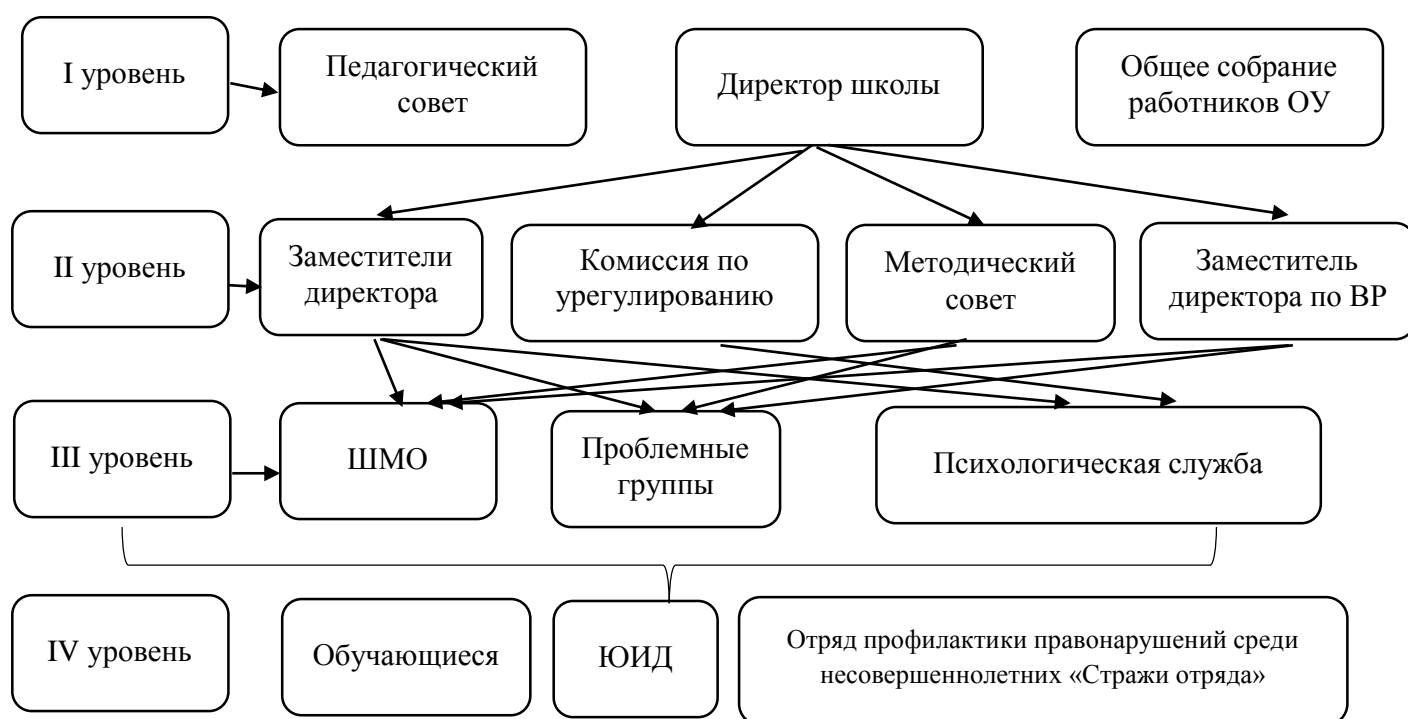 I уровень
Педагогический
совет
Директор школы
Общее собрание
работников ОУ
II уровень
Заместители
директора
Комиссия по
урегулированию
Методический
совет
Заместитель
директора по ВР
III уровень
ШМО
Проблемные
группы
Психологическая служба
IV уровень
Обучающиеся
ЮИД
Отряд профилактики правонарушений среди
несовершеннолетних «Стражи отряда»